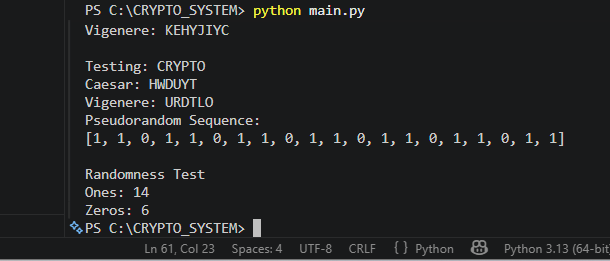 PS C:\CRYPTO_SYSTEM> python main.py
Vigenere: KEHYJIYC
Testing: CRYPTO
Caesar: HWDUYT
Vigenere: URDTLO
Pseudorandom Sequence:
[1, 1, 0, 1, 1, 0, 1, 1, 0, 1, 1, 0, 1, 1, 0, 1, 1, 0, 1, 1]
Randomness Test
Ones: 14
Zeros: 6
PS C:\CRYPTO_SYSTEM>
Ln 61, Col 23 Spaces: 4 UTF-8 CRLF {} Python Python 3.13 (64-bit)